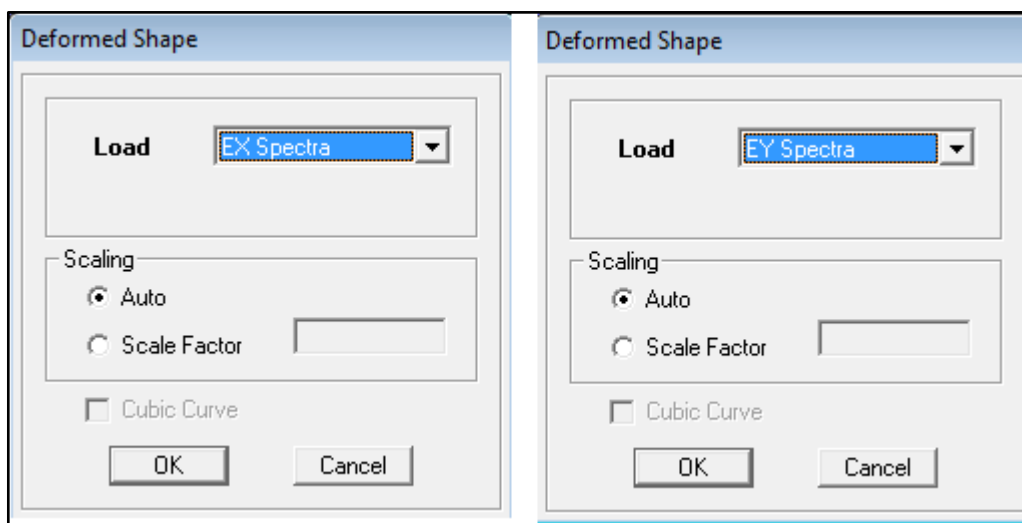 Deformed Shape
Load EX Spectra
Scaling
Auto
Scale Factor
Cubic Curve
OK Cancel
Deformed Shape
Load EY Spectra
Scaling
Auto
Scale Factor
Cubic Curve
OK Cancel